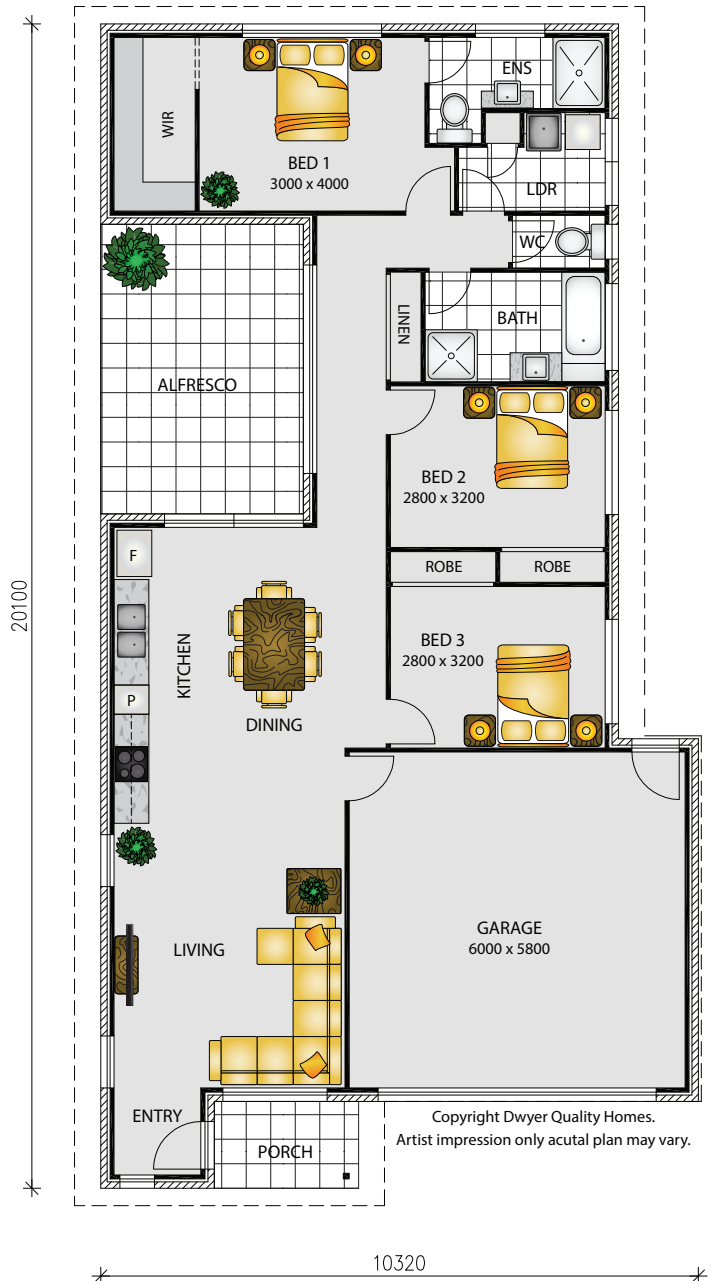 ENS
WIR
BED 1
3000 x 4000
LDR
WC
LINEN
BATH
ALFRESCO
BED 2
2800 x 3200
F
ROBE
ROBE
20100
KITCHEN
BED 3
2800 x 3200
P
DINING
GARAGE
6000 x 5800
LIVING
ENTRY
Copyright Dwyer Quality Homes.
Artist impression only acutal plan may vary.
PORCH
10320